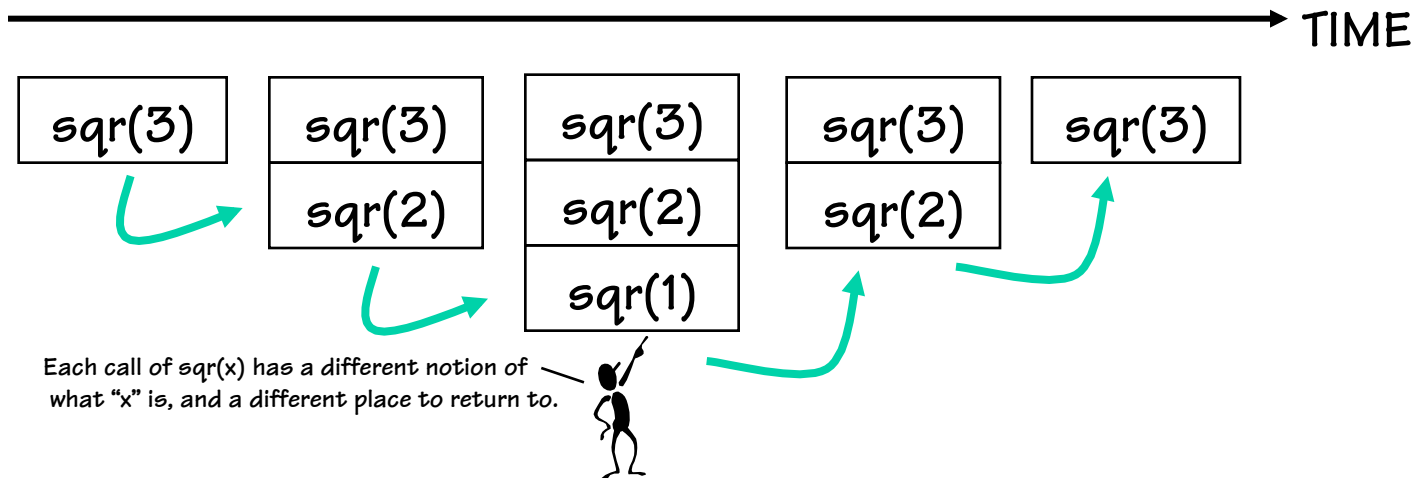 TIME
sqr(3) sqr(3) sqr(3) sqr(3) sqr(3)
sqr(2) sqr(2) sqr(2)
sqr(1)
Each call of sqr(x) has a different notion of
what “x” is, and a different place to return to.